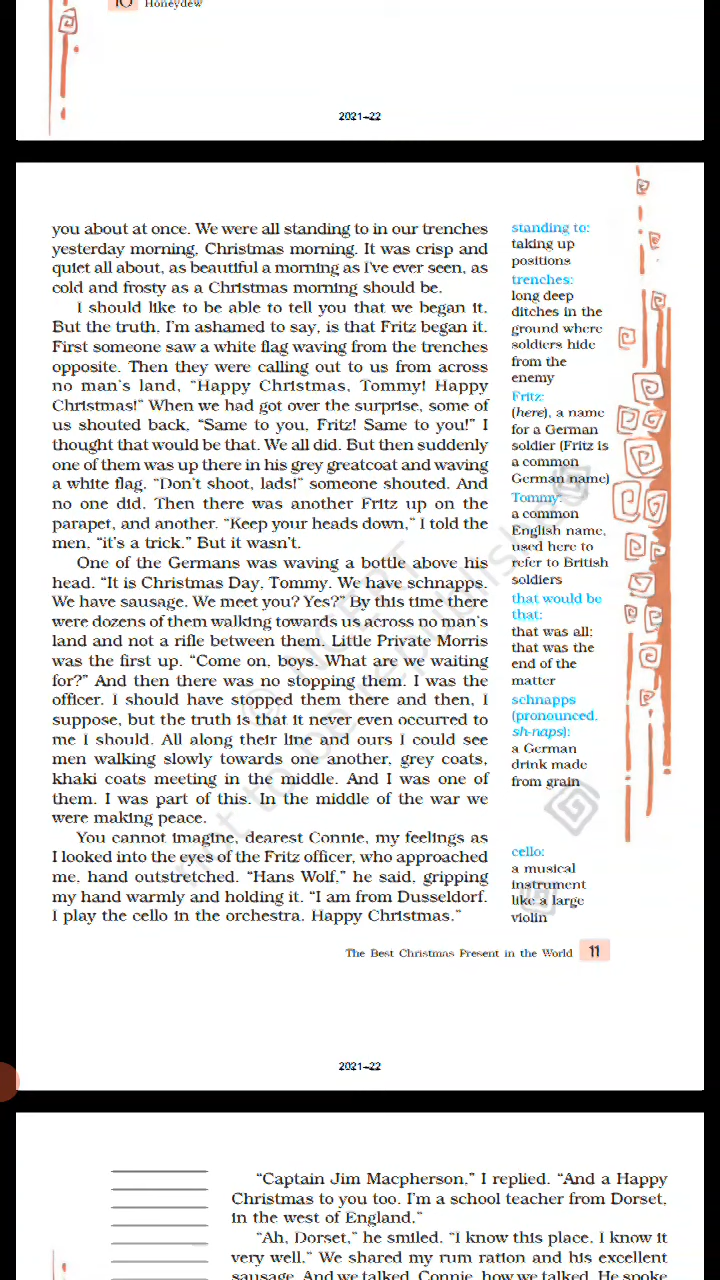 10 Honeydew
2021–22
you about at once. We were all standing to in our trenches
yesterday morning, Christmas morning. It was crisp and
quiet all about, as beautiful a morning as I've ever seen, as
cold and frosty as a Christmas morning should be.
I should like to be able to tell you that we began it.
But the truth, I'm ashamed to say, is that Fritz began it.
First someone saw a white flag waving from the trenches
opposite. Then they were calling out to us from across
no man's land, “Happy Christmas, Tommy! Happy
Christmas!” When we had got over the surprise, some of
us shouted back, “Same to you, Fritz! Same to you!” I
thought that would be that. We all did. But then suddenly
one of them was up there in his grey greatcoat and waving
a white flag. “Don't shoot, lads!” someone shouted. And
no one did. Then there was another Fritz up on the
parapet, and another. “Keep your heads down,” I told the
men, “it's a trick.” But it wasn't.
One of the Germans was waving a bottle above his
head. “It is Christmas Day, Tommy. We have schnapps.
We have sausage. We meet you? Yes?” By this time there
were dozens of them walking towards us across no man's
land and not a rifle between them. Little Private Morris
was the first up. “Come on, boys. What are we waiting
for?” And then there was no stopping them. I was the
officer. I should have stopped them there and then, I
suppose, but the truth is that it never even occurred to
me I should. All along their line and ours I could see
men walking slowly towards one another, grey coats,
khaki coats meeting in the middle. And I was one of
them. I was part of this. In the middle of the war we
were making peace.
You cannot imagine, dearest Connie, my feelings as
I looked into the eyes of the Fritz officer, who approached
me, hand outstretched. “Hans Wolf,” he said, gripping
my hand warmly and holding it. “I am from Dusseldorf.
I play the cello in the orchestra. Happy Christmas.”
standing to:
taking up
positions
trenches:
long deep
ditches in the
ground where
soldiers hide
from the
enemy
Fritz:
(here), a name
for a German
soldier (Fritz is
a common
German name)
Tommy:
a common
English name,
used here to
refer to British
soldiers
that would be
that:
that was all:
that was the
end of the
matter
schnapps
(pronounced,
sh-naps):
a German
drink made
from grain
cello:
a musical
instrument
like a large
violin
© NCERT
not to be republished
The Best Christmas Present in the World 11
2021–22
“Captain Jim Macpherson,” I replied. “And a Happy
Christmas to you too. I'm a school teacher from Dorset,
in the west of England.”
“Ah, Dorset,” he smiled. “I know this place. I know it
very well.” We shared my rum ration and his excellent
sausage. And we talked, Connie, how we talked. He spoke